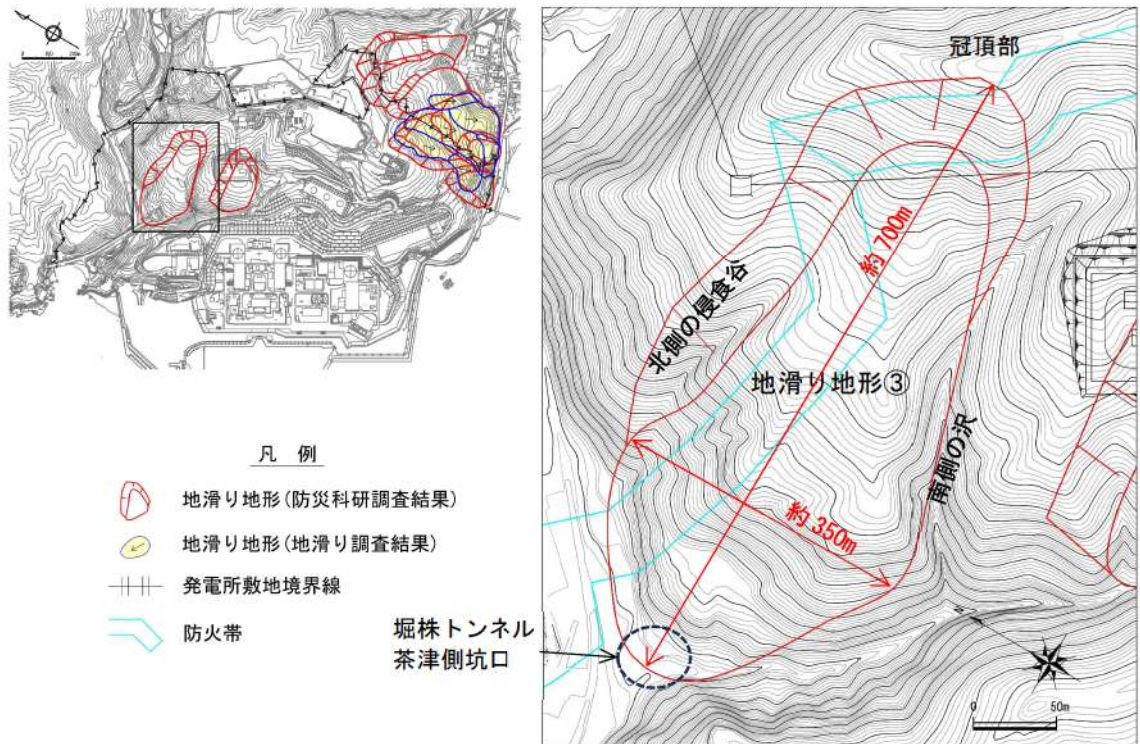 冠頂部
約700m
北側の侵食谷
地滑り地形③
南側の沢
約350m
凡 例
地滑り地形(防災科研調査結果)
地滑り地形(地滑り調査結果)
発電所敷地境界線
防火帯
堀株トンネル
茶津側坑口
N
0 50m